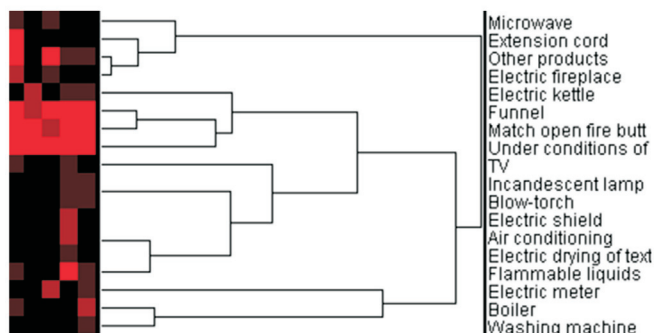 Microwave
Extension cord
Other products
Electric fireplace
Electric kettle
Funnel
Match open fire butt
Under conditions of
TV
Incandescent lamp
Blow-torch
Electric shield
Air conditioning
Electric drying of text
Flammable liquids
Electric meter
Boiler
Washing machine